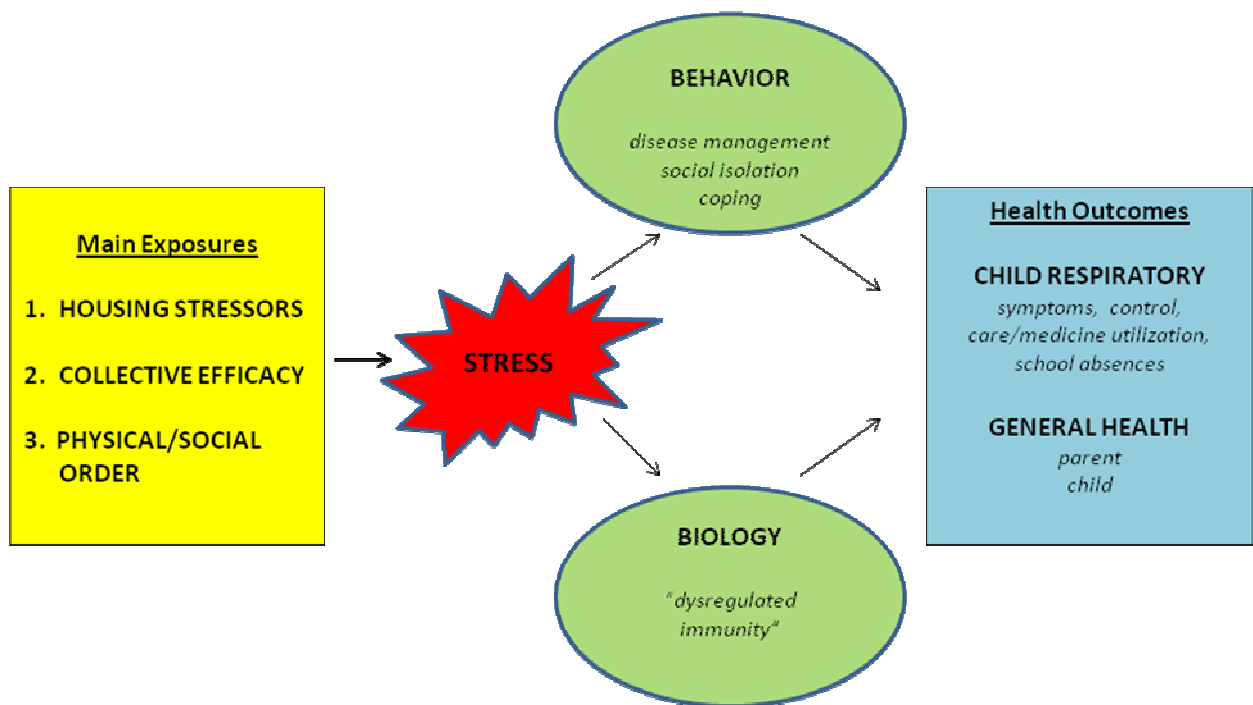 Main Exposures
1. HOUSING STRESSORS
2. COLLECTIVE EFFICACY
3. PHYSICAL/SOCIAL
ORDER
STRESS
BEHAVIOR
disease management
social isolation
coping
BIOLOGY
“dysregulated
immunity”
Health Outcomes
CHILD RESPIRATORY
symptoms, control,
care/medicine utilization,
school absences
GENERAL HEALTH
parent
child